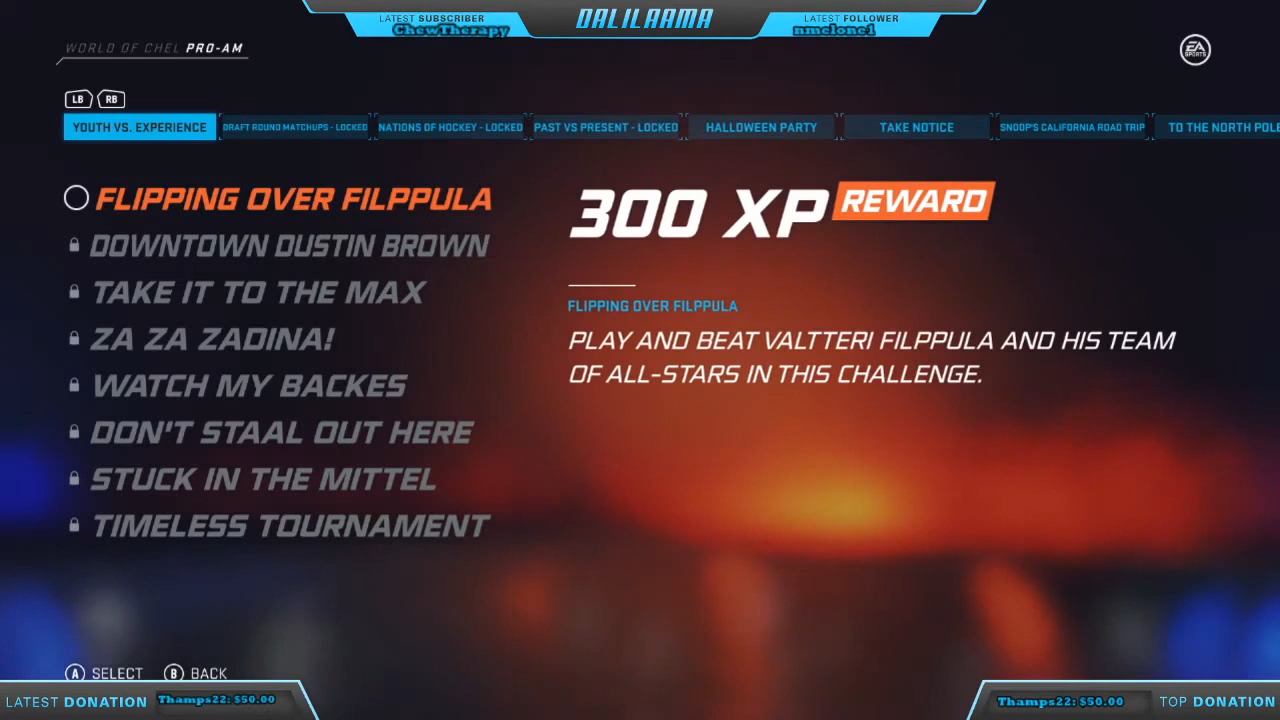 LATEST SUBSCRIBER
ChewTherapy
DALILAAMA
LATEST FOLLOWER
nmelone1
WORLD OF CHEL PRO-AM
EA SPORTS
LB RB
YOUTH VS. EXPERIENCE
DRAFT ROUND MATCHUPS - LOCKED
NATIONS OF HOCKEY - LOCKED
PAST VS PRESENT - LOCKED
HALLOWEEN PARTY
TAKE NOTICE
SNOOP'S CALIFORNIA ROAD TRIP
TO THE NORTH POLE
FLIPPING OVER FILPPULA
DOWNTOWN DUSTIN BROWN
TAKE IT TO THE MAX
ZA ZA ZADINA!
WATCH MY BACKES
DON'T STAAL OUT HERE
STUCK IN THE MITTEL
TIMELESS TOURNAMENT
300 XP REWARD
FLIPPING OVER FILPPULA
PLAY AND BEAT VALTTERI FILPPULA AND HIS TEAM
OF ALL-STARS IN THIS CHALLENGE.
A SELECT B BACK
LATEST DONATION Thamps22: $50.00
Thamps22: $50.00 TOP DONATION